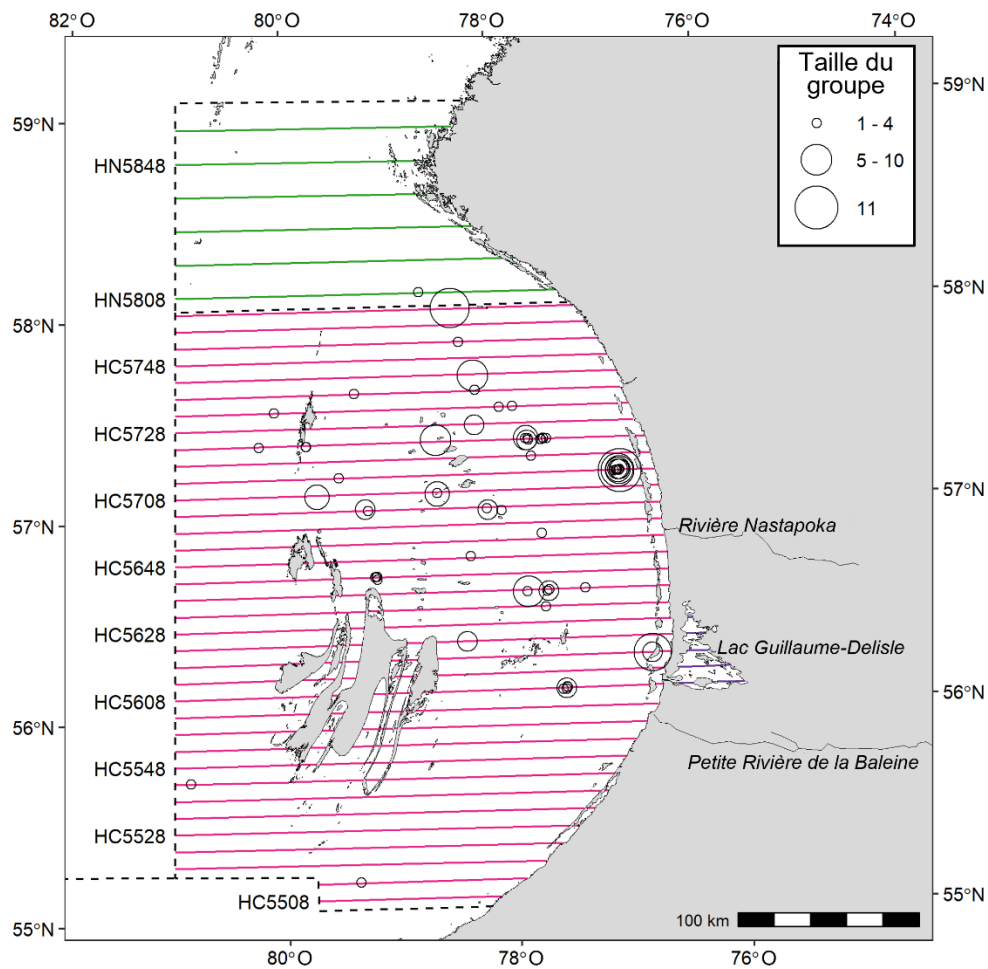 82°O 80°O 78°O 76°O 74°O
Taille du
groupe
1 - 4
5 - 10
11
59°N
59°N
HN5848
58°N
HN5808
58°N
HC5748
HC5728
57°N
HC5708
57°N
Rivière Nastapoka
HC5648
HC5628
Lac Guillaume-Delisle
56°N
HC5608
56°N
Petite Rivière de la Baleine
HC5548
HC5528
55°N
HC5508
100 km
55°N
80°O 78°O 76°O